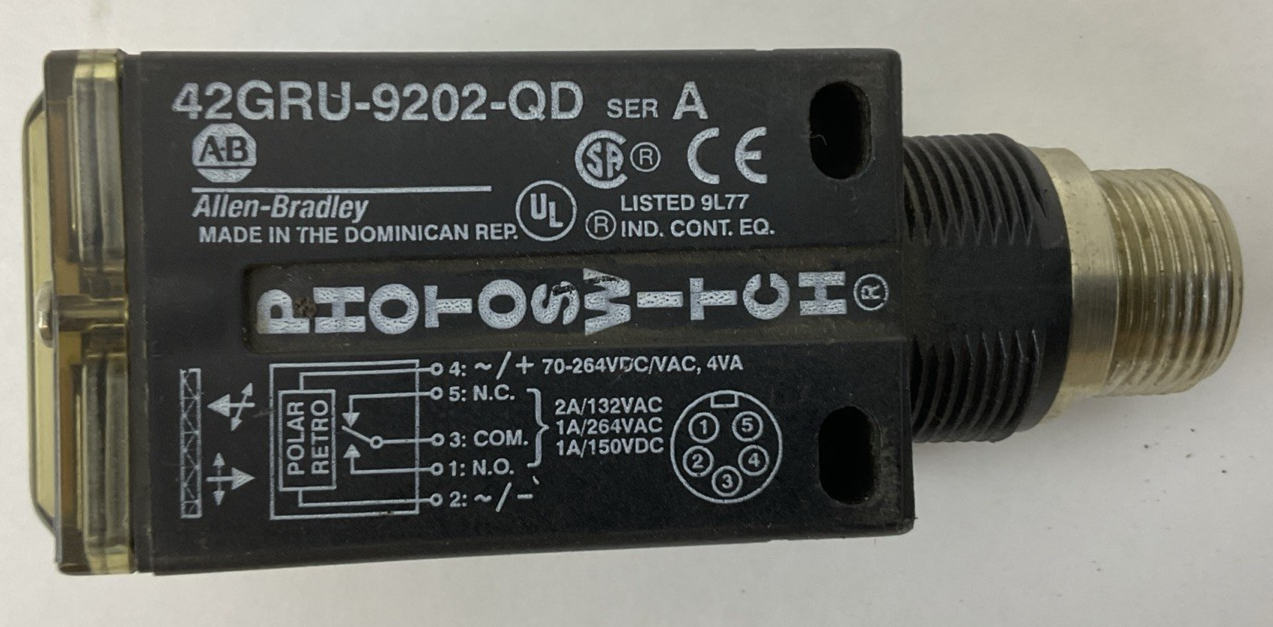 42GRU-9202-QD SER A
A-B
SA ® CE
Allen-Bradley
MADE IN THE DOMINICAN REP.
UL ® LISTED 9L77
IND. CONT. EQ.
PHOTOSWITCH®
4: ~/+ 70-264VDC/VAC, 4VA
5: N.C.
3: COM.
1: N.O.
2: ~/-
2A/132VAC
1A/264VAC
1A/150VDC
POLAR
RETRO
1 5
2 4
3